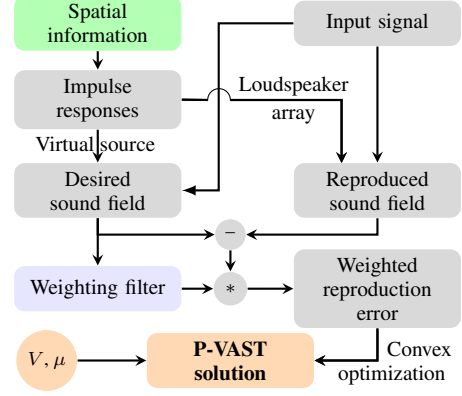 Spatial
information
Input signal
Impulse
responses
Loudspeaker
array
Virtual source
Desired
sound field
Reproduced
sound field
−
Weighting filter
*
Weighted
reproduction
error
V, μ
P-VAST
solution
Convex
optimization